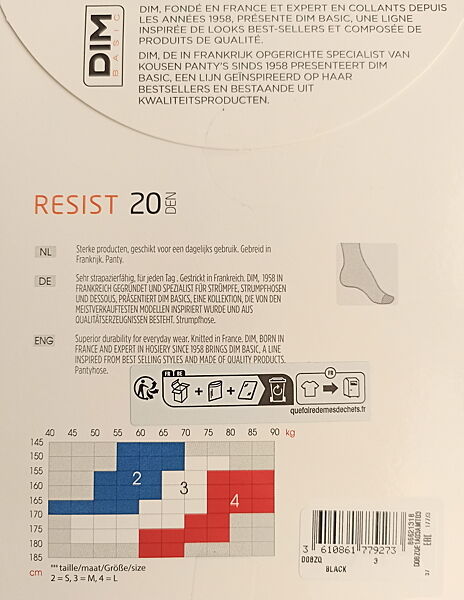 DIM
BASIC
DIM, FONDÉ EN FRANCE ET EXPERT EN COLLANTS DEPUIS
LES ANNÉES 1958, PRÉSENTE DIM BASIC, UNE LIGNE
INSPIRÉE DE LOOKS BEST-SELLERS ET COMPOSÉE DE
PRODUITS DE QUALITÉ.
DIM, DE IN FRANKRIJK OPGERICHTE SPECIALIST VAN
KOUSEN PANTY'S SINDS 1958 PRESENTEERT DIM
BASIC, EEN LIJN GEÏNSPIREERD OP HAAR
BESTSELLERS EN BESTAANDE UIT
KWALITEITSPRODUCTEN.
RESIST 20 DEN
NL
Sterke producten, geschikt voor een dagelijks gebruik. Gebreid in
Frankrijk. Panty.
DE
Sehr strapazierfähig, für jeden Tag. Gestrickt in Frankreich. DIM, 1958 IN
FRANKREICH GEGRÜNDET UND SPEZIALIST FÜR STRÜMPFE, STRUMPFHOSEN
UND DESSOUS, PRÄSENTIERT DIM BASICS, EINE KOLLEKTION, DIE VON DEN
MEISTVERKAUFTESTEN MODELLEN INSPIRIERT WURDE UND AUS
QUALITÄTSERZEUGNISSEN BESTEHT. Strumpfhose.
ENG
Superior durability for everyday wear. Knitted in France. DIM, BORN IN
FRANCE AND EXPERT IN HOSIERY SINCE 1958 BRINGS DIM BASIC, A LINE
INSPIRED FROM BEST SELLING STYLES AND MADE OF QUALITY PRODUCTS.
Pantyhose.
FR BE
FR
quefairedemesdechets.fr
40 45 50 55 60 65 70 75 80 85 90 kg
145
150
155
160
165
170
175
180
185
cm
2
3
4
*** taille/maat/Größe/size
2 = S, 3 = M, 4 = L
3 610861 779273
D08ZQ 3
BLACK